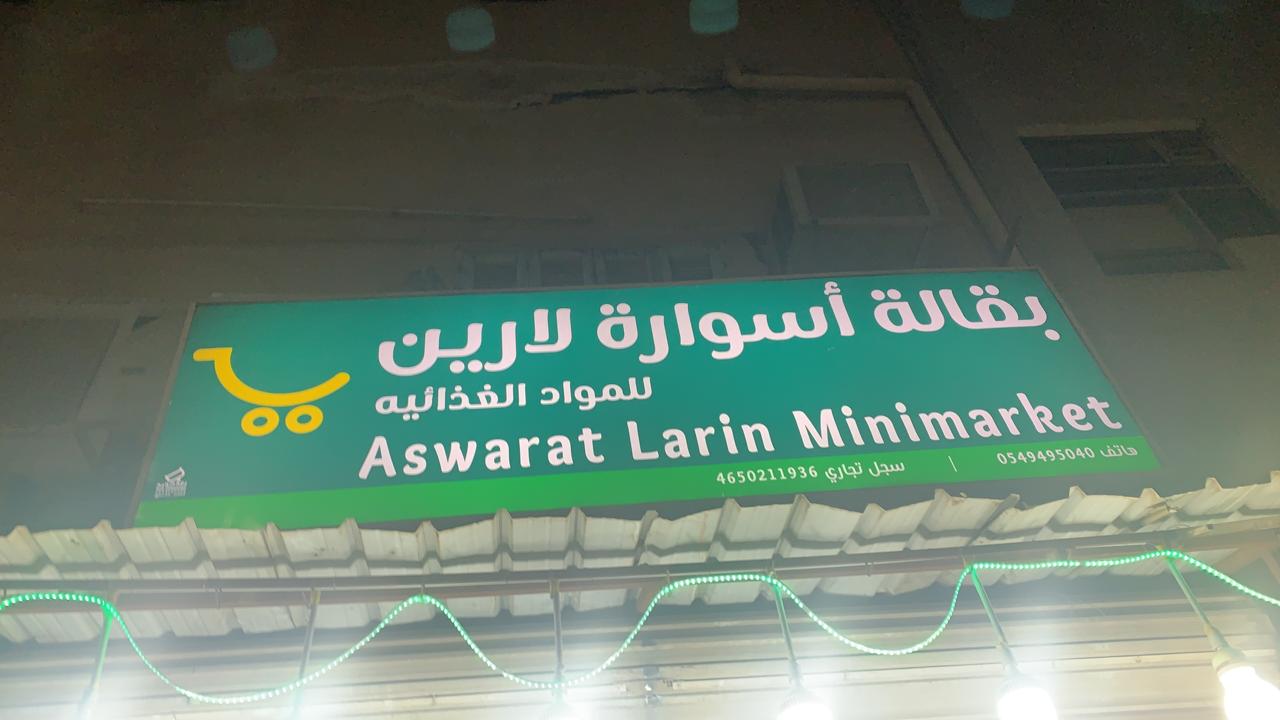 بقالة أسوارة لارين
للمواد الغذائيه
Aswarat Larin Minimarket
هاتف 0549495040 | سجل تجاري 4650211936